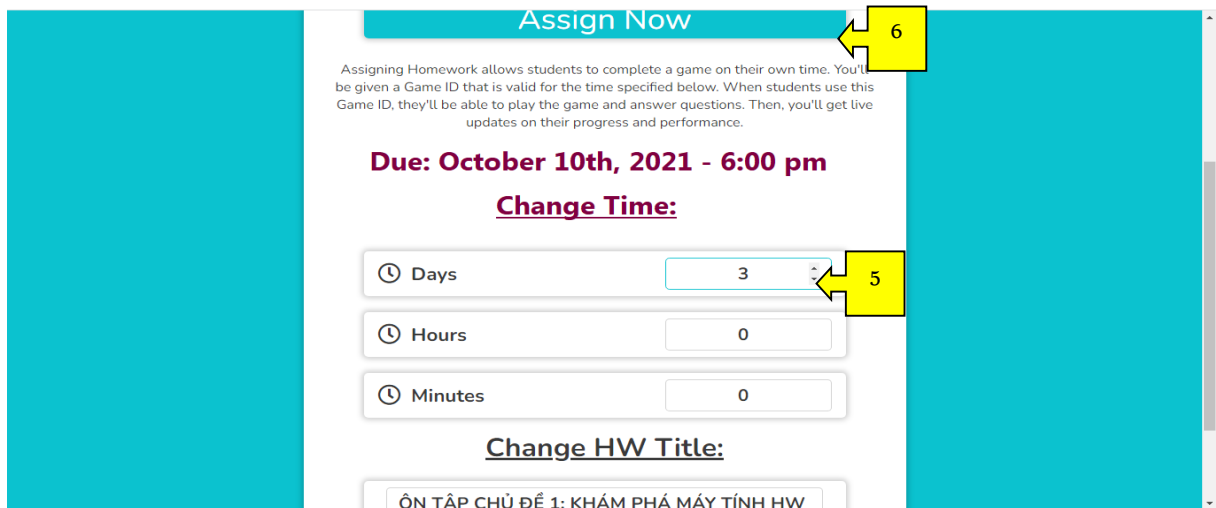 Assign Now
6
Assigning Homework allows students to complete a game on their own time. You'll
be given a Game ID that is valid for the time specified below. When students use this
Game ID, they'll be able to play the game and answer questions. Then, you'll get live
updates on their progress and performance.
Due: October 10th, 2021 - 6:00 pm
Change Time:
Days 3
5
Hours 0
Minutes 0
Change HW Title:
ÔN TẬP CHỦ ĐỀ 1: KHÁM PHÁ MÁY TÍNH HW